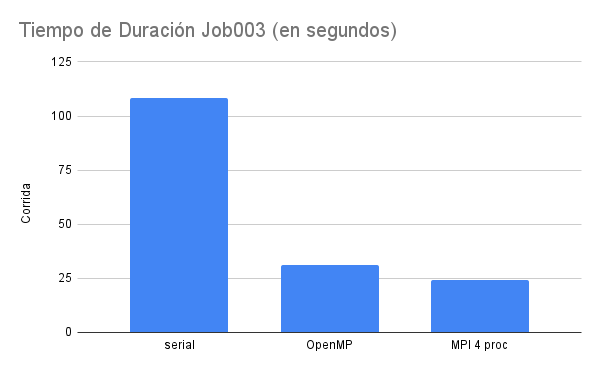 Tiempo de Duración Job003 (en segundos)
125
100
75
50
25
0
Corrida
serial
OpenMP
MPI 4 proc